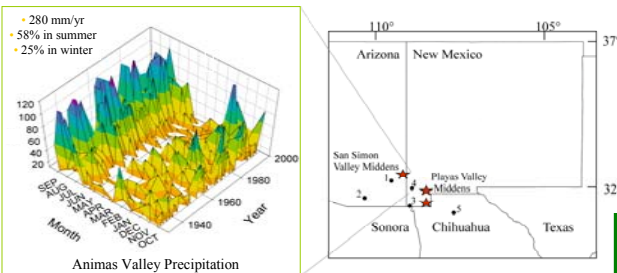 • 280 mm/yr
• 58% in summer
• 25% in winter
120
100
80
60
40
20
SEP
AUG
JUL
JUN
MAY
APR
MAR
FEB
JAN
DEC
NOV
OCT
Month
1940
1960
1980
2000
Year
Animas Valley Precipitation
110°
105°
37°
Arizona
New Mexico
San Simon
Valley Middens
Playas Valley
Middens
1
2
3
4
5
32
Sonora
Chihuahua
Texas